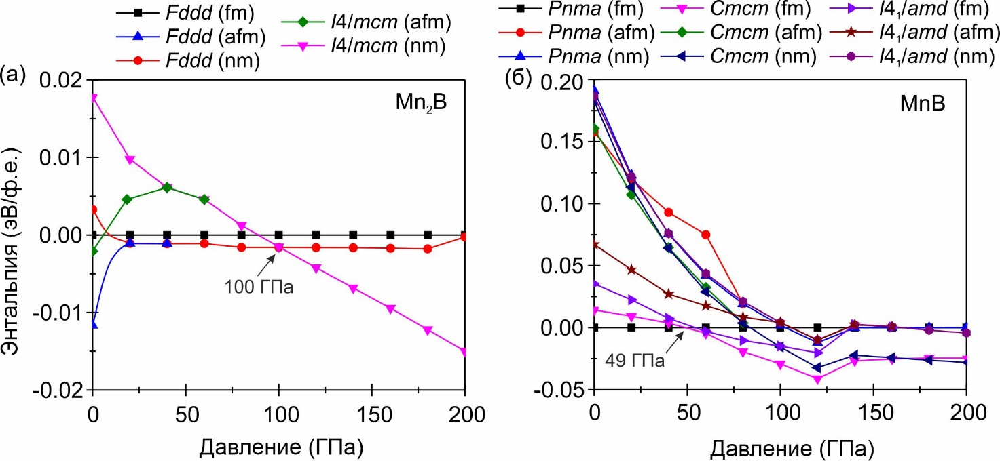 Fddd (fm)
Fddd (afm)
Fddd (nm)
I4/mcm (afm)
I4/mcm (nm)
(а)
Mn₂B
0.02
0.01
0.00
-0.01
-0.02
Энтальпия (эВ/ф.е.)
100 ГПа
0 50 100 150 200
Давление (ГПа)
Pnma (fm)
Pnma (afm)
Pnma (nm)
Cmcm (fm)
Cmcm (afm)
Cmcm (nm)
I4₁/amd (fm)
I4₁/amd (afm)
I4₁/amd (nm)
(б)
MnB
0.20
0.15
0.10
0.05
0.00
-0.05
49 ГПа
0 50 100 150 200
Давление (ГПа)